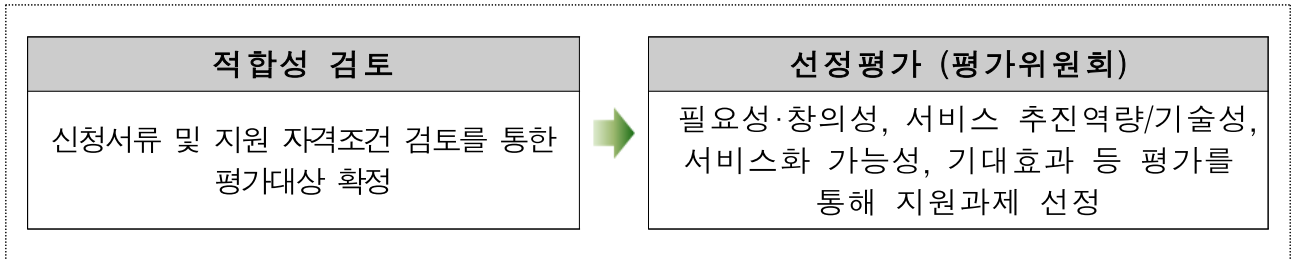 적합성 검토
신청서류 및 지원 자격조건 검토를 통한
평가대상 확정
선정평가 (평가위원회)
필요성·창의성, 서비스 추진역량/기술성,
서비스화 가능성, 기대효과 등 평가를
통해 지원과제 선정